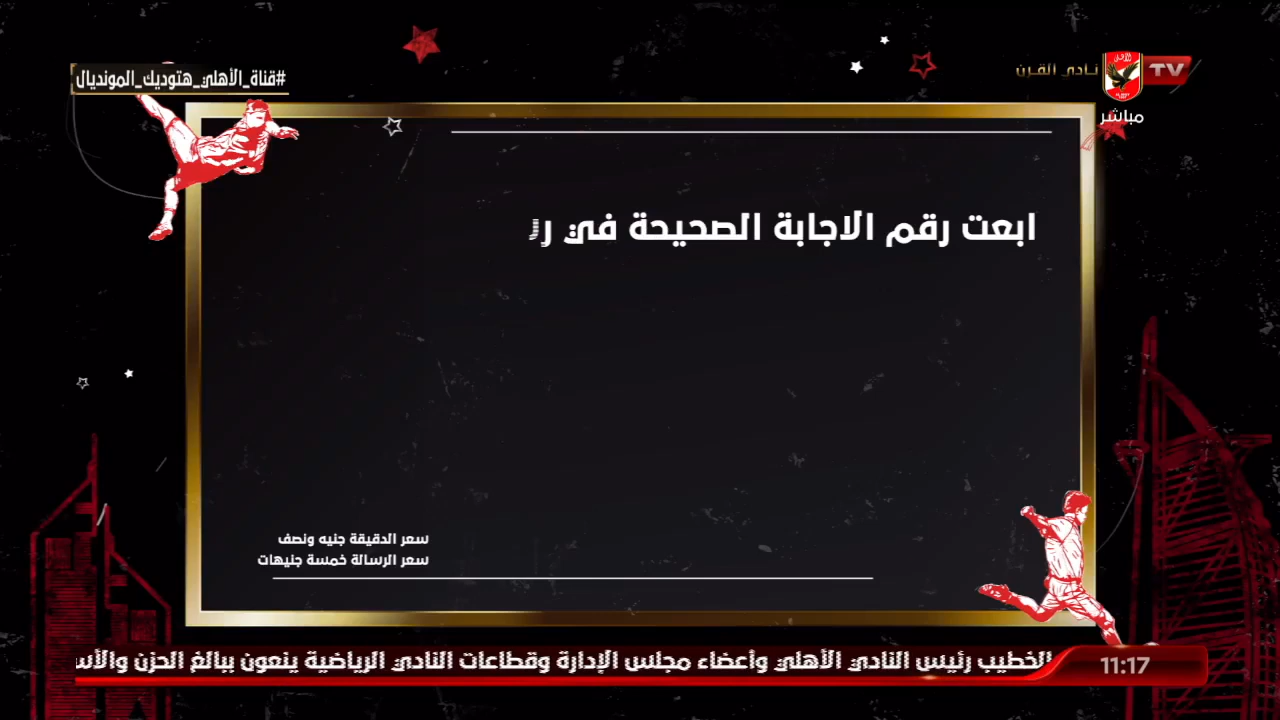 #قناة_الأهلي_هتوديك_المونديال
نادي القرن
TV
مباشر
ابعت رقم الاجابة الصحيحة في
سعر الدقيقة جنيه ونصف
سعر الرسالة خمسة جنيهات
الخطيب رئيس النادي الأهلي وأعضاء مجلس الإدارة وقطاعات النادي الرياضية ينعون ببالغ الحزن
11:17